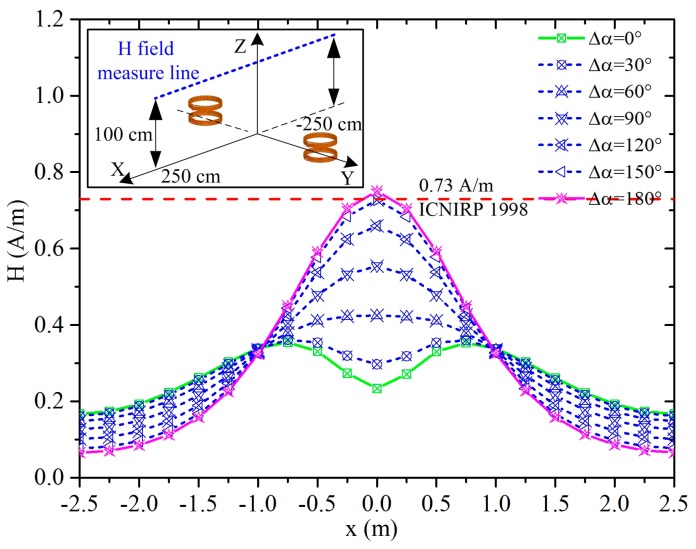 H field
measure line
Z
100 cm
-250 cm
X
250 cm
Y
Δα=0°
Δα=30°
Δα=60°
Δα=90°
Δα=120°
Δα=150°
Δα=180°
0.73 A/m
ICNIRP 1998
H (A/m)
1.2
1.0
0.8
0.6
0.4
0.2
0.0
-2.5 -2.0 -1.5 -1.0 -0.5 0.0 0.5 1.0 1.5 2.0 2.5
x (m)